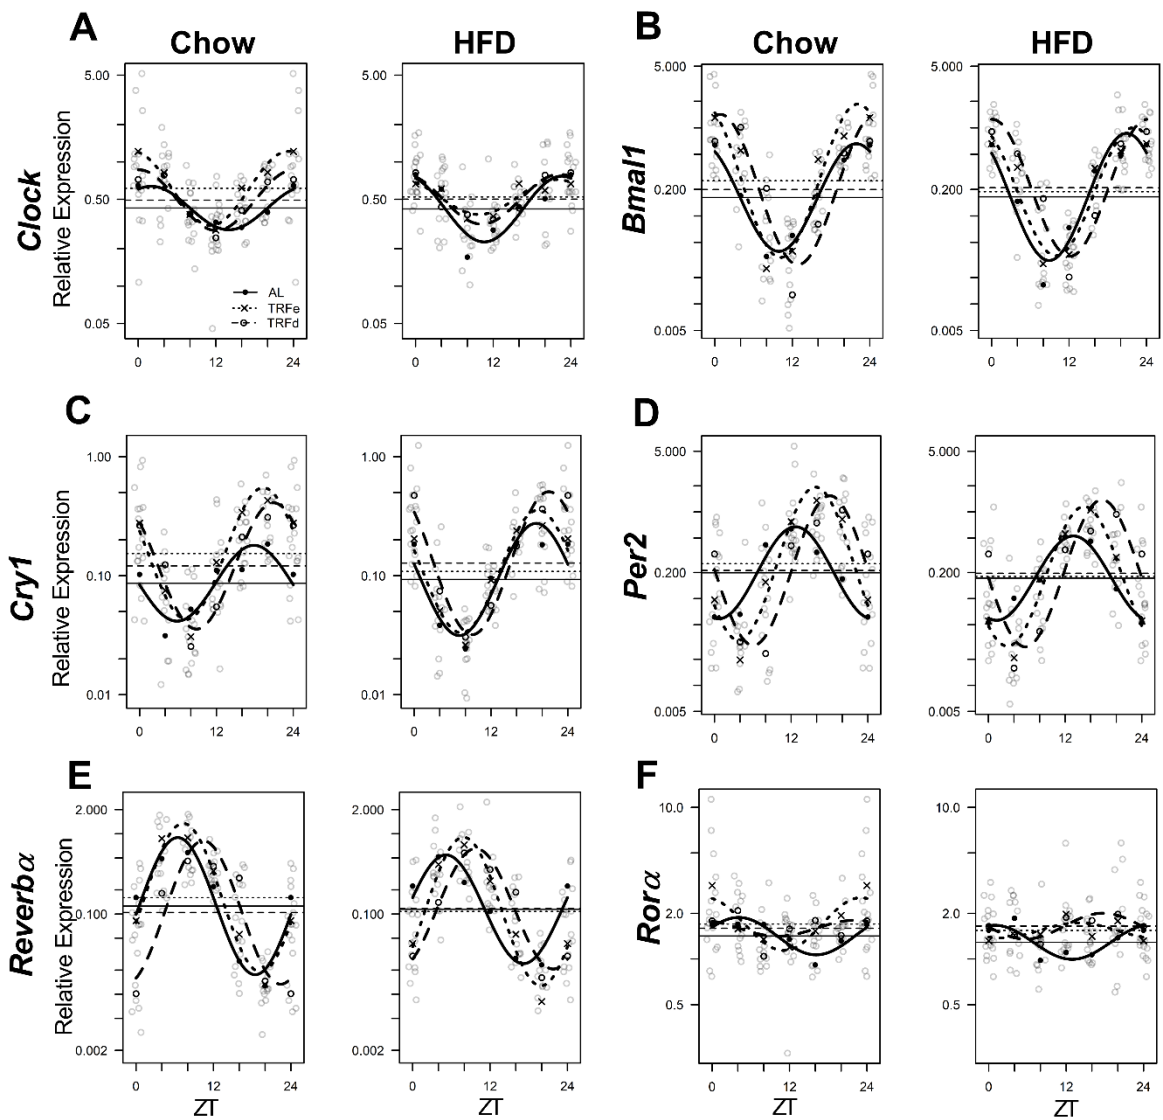 A
Chow
HFD
B
Chow
HFD
Clock
Relative Expression
5.00
0.50
0.05
AL
TRFe
TRFd
0
12
24
0
12
24
5.00
0.50
0.05
Bmal1
5.000
0.200
0.005
0
12
24
5.000
0.200
0.005
0
12
24
C
D
Cry1
Relative Expression
1.00
0.10
0.01
0
12
24
1.00
0.10
0.01
0
12
24
Per2
5.000
0.200
0.005
0
12
24
5.000
0.200
0.005
0
12
24
E
F
Reverbα
Relative Expression
2.000
0.100
0.002
0
12
24
ZT
2.000
0.100
0.002
0
12
24
ZT
Rorα
10.0
2.0
0.5
0
12
24
ZT
10.0
2.0
0.5
0
12
24
ZT